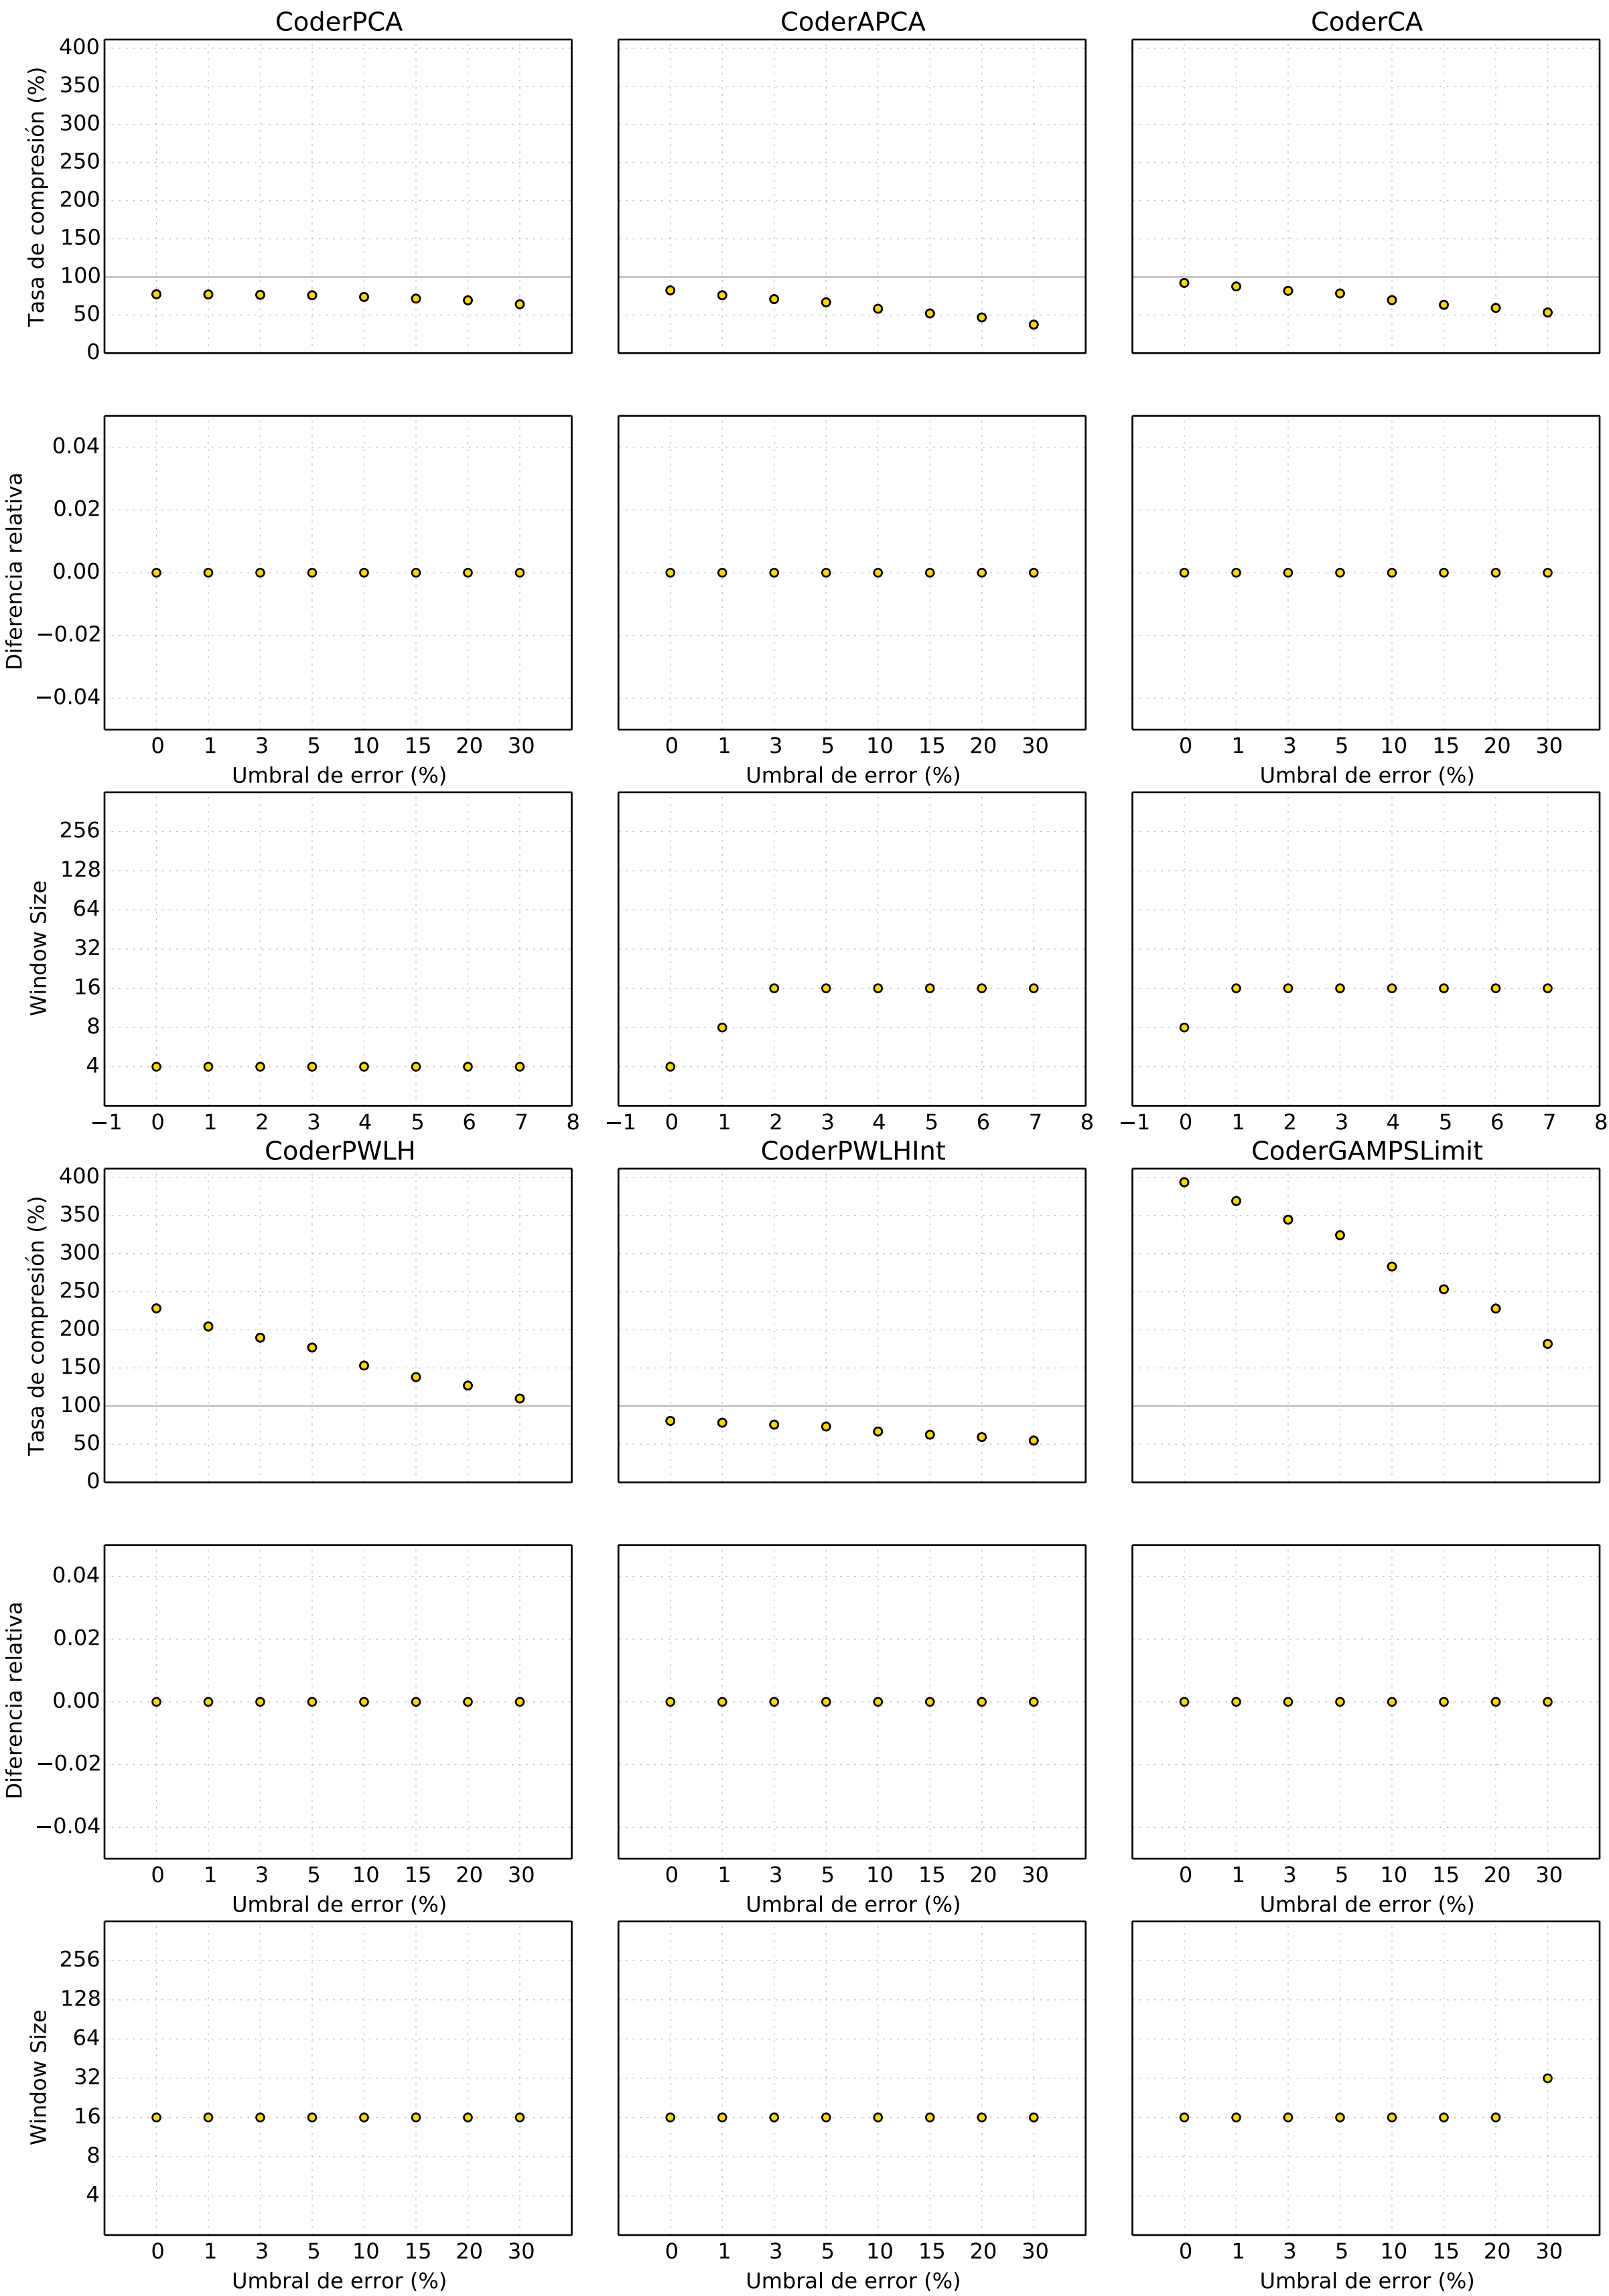 CoderPCA CoderAPCA CoderCA
Tasa de compresión (%)
400
350
300
250
200
150
100
50
0
Diferencia relativa
0.04
0.02
0.00
−0.02
−0.04
0 1 3 5 10 15 20 30 0 1 3 5 10 15 20 30 0 1 3 5 10 15 20 30
Umbral de error (%) Umbral de error (%) Umbral de error (%)
Window Size
256
128
64
32
16
8
4
−1 0 1 2 3 4 5 6 7 8 −1 0 1 2 3 4 5 6 7 8 −1 0 1 2 3 4 5 6 7 8
CoderPWLH CoderPWLHInt CoderGAMPSLimit
Tasa de compresión (%)
400
350
300
250
200
150
100
50
0
Diferencia relativa
0.04
0.02
0.00
−0.02
−0.04
0 1 3 5 10 15 20 30 0 1 3 5 10 15 20 30 0 1 3 5 10 15 20 30
Umbral de error (%) Umbral de error (%) Umbral de error (%)
Window Size
256
128
64
32
16
8
4
0 1 3 5 10 15 20 30 0 1 3 5 10 15 20 30 0 1 3 5 10 15 20 30
Umbral de error (%) Umbral de error (%) Umbral de error (%)